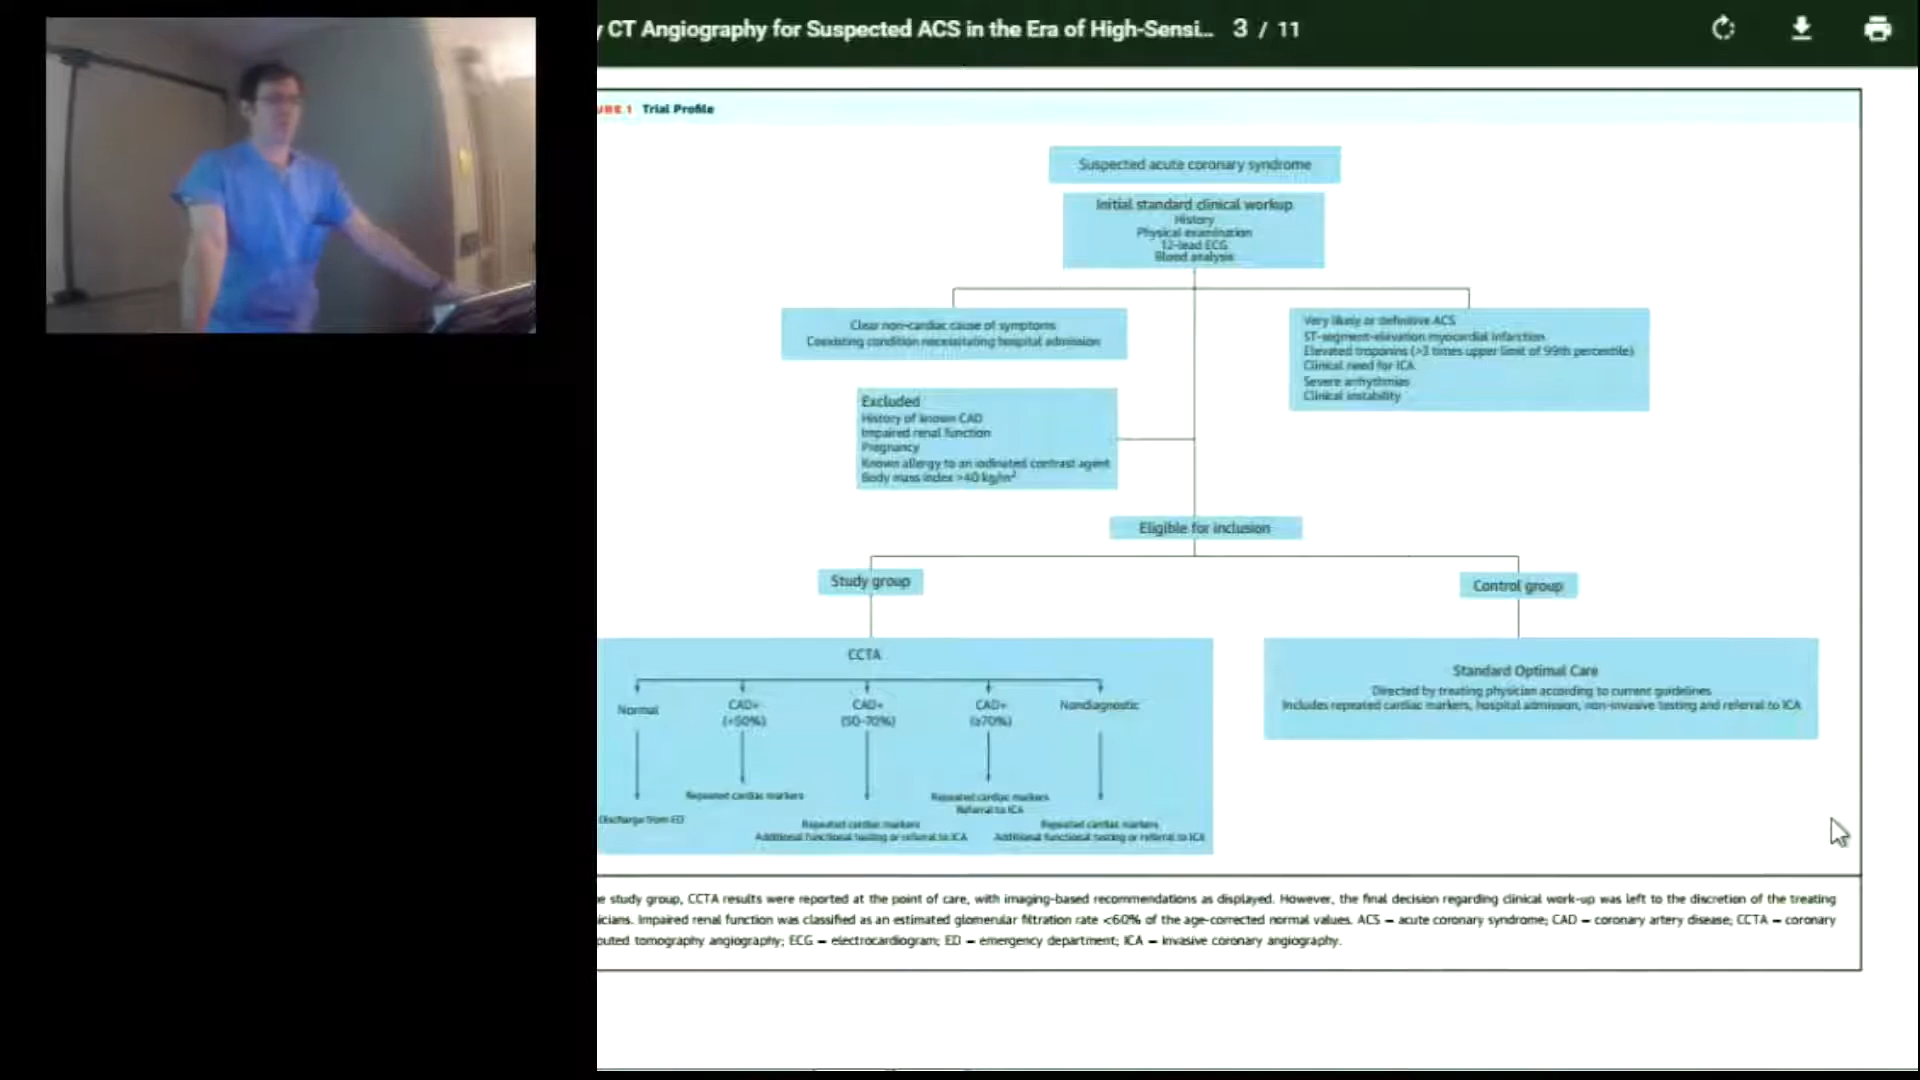 CT Angiography for Suspected ACS in the Era of High-Sensi... 3 / 11
Trial Profile
Suspected acute coronary syndrome
Initial standard clinical workup
History
Physical examination
12-lead ECG
Blood analysis
Clear non-cardiac cause of symptoms
Coexisting condition necessitating hospital admission
Very likely or definitive ACS
ST-segment-elevation myocardial infarction
Elevated troponins (>3 times upper limit of 99th percentile)
Clinical need for ICA
Severe arrhythmias
Clinical instability
Excluded
History of known CAD
Impaired renal function
Pregnancy
Known allergy to an iodinated contrast agent
Body mass index >40 kg/m²
Eligible for inclusion
Study group
Control group
CCTA
Normal
CAD+
(<50%)
CAD+
(50-70%)
CAD+
(≥70%)
Nondiagnostic
Discharge from ED
Repeated cardiac markers
Repeated cardiac markers
Additional functional testing or referral to ICA
Repeated cardiac markers
Referral to ICA
Repeated cardiac markers
Additional functional testing or referral to ICA
Standard Optimal Care
Directed by treating physician according to current guidelines
Includes repeated cardiac markers, hospital admission, non-invasive testing and referral to ICA
e study group, CCTA results were reported at the point of care, with imaging-based recommendations as displayed. However, the final decision regarding clinical work-up was left to the discretion of the treating
icians. Impaired renal function was classified as an estimated glomerular filtration rate <60% of the age-corrected normal values. ACS = acute coronary syndrome; CAD = coronary artery disease; CCTA = coronary
puted tomography angiography; ECG = electrocardiogram; ED = emergency department; ICA = invasive coronary angiography.